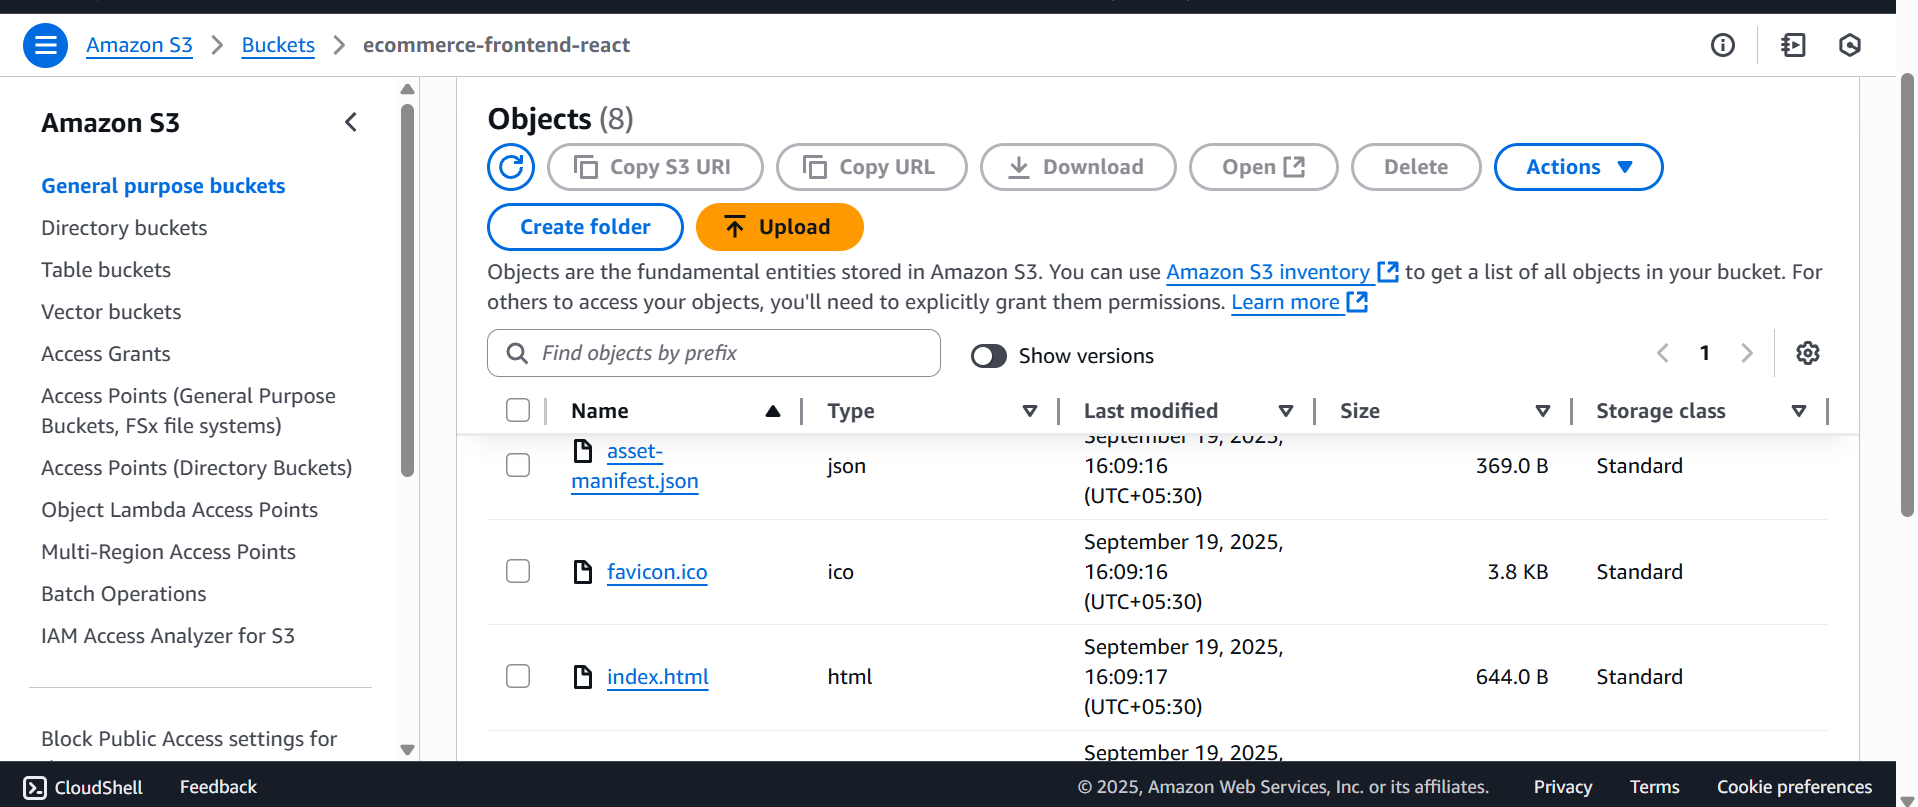 Amazon S3 > Buckets > ecommerce-frontend-react
Amazon S3
General purpose buckets
Directory buckets
Table buckets
Vector buckets
Access Grants
Access Points (General Purpose
Buckets, FSx file systems)
Access Points (Directory Buckets)
Object Lambda Access Points
Multi-Region Access Points
Batch Operations
IAM Access Analyzer for S3
Block Public Access settings for
Objects (8)
Copy S3 URI Copy URL Download Open Delete Actions
Create folder Upload
Objects are the fundamental entities stored in Amazon S3. You can use Amazon S3 inventory to get a list of all objects in your bucket. For
others to access your objects, you'll need to explicitly grant them permissions. Learn more
Find objects by prefix Show versions 1
Name Type Last modified Size Storage class
September 19, 2025,
asset-
json 16:09:16 369.0 B Standard
manifest.json
(UTC+05:30)
September 19, 2025,
favicon.ico ico 16:09:16 3.8 KB Standard
(UTC+05:30)
September 19, 2025,
index.html html 16:09:17 644.0 B Standard
(UTC+05:30)
September 19, 2025,
CloudShell Feedback © 2025, Amazon Web Services, Inc. or its affiliates. Privacy Terms Cookie preferences